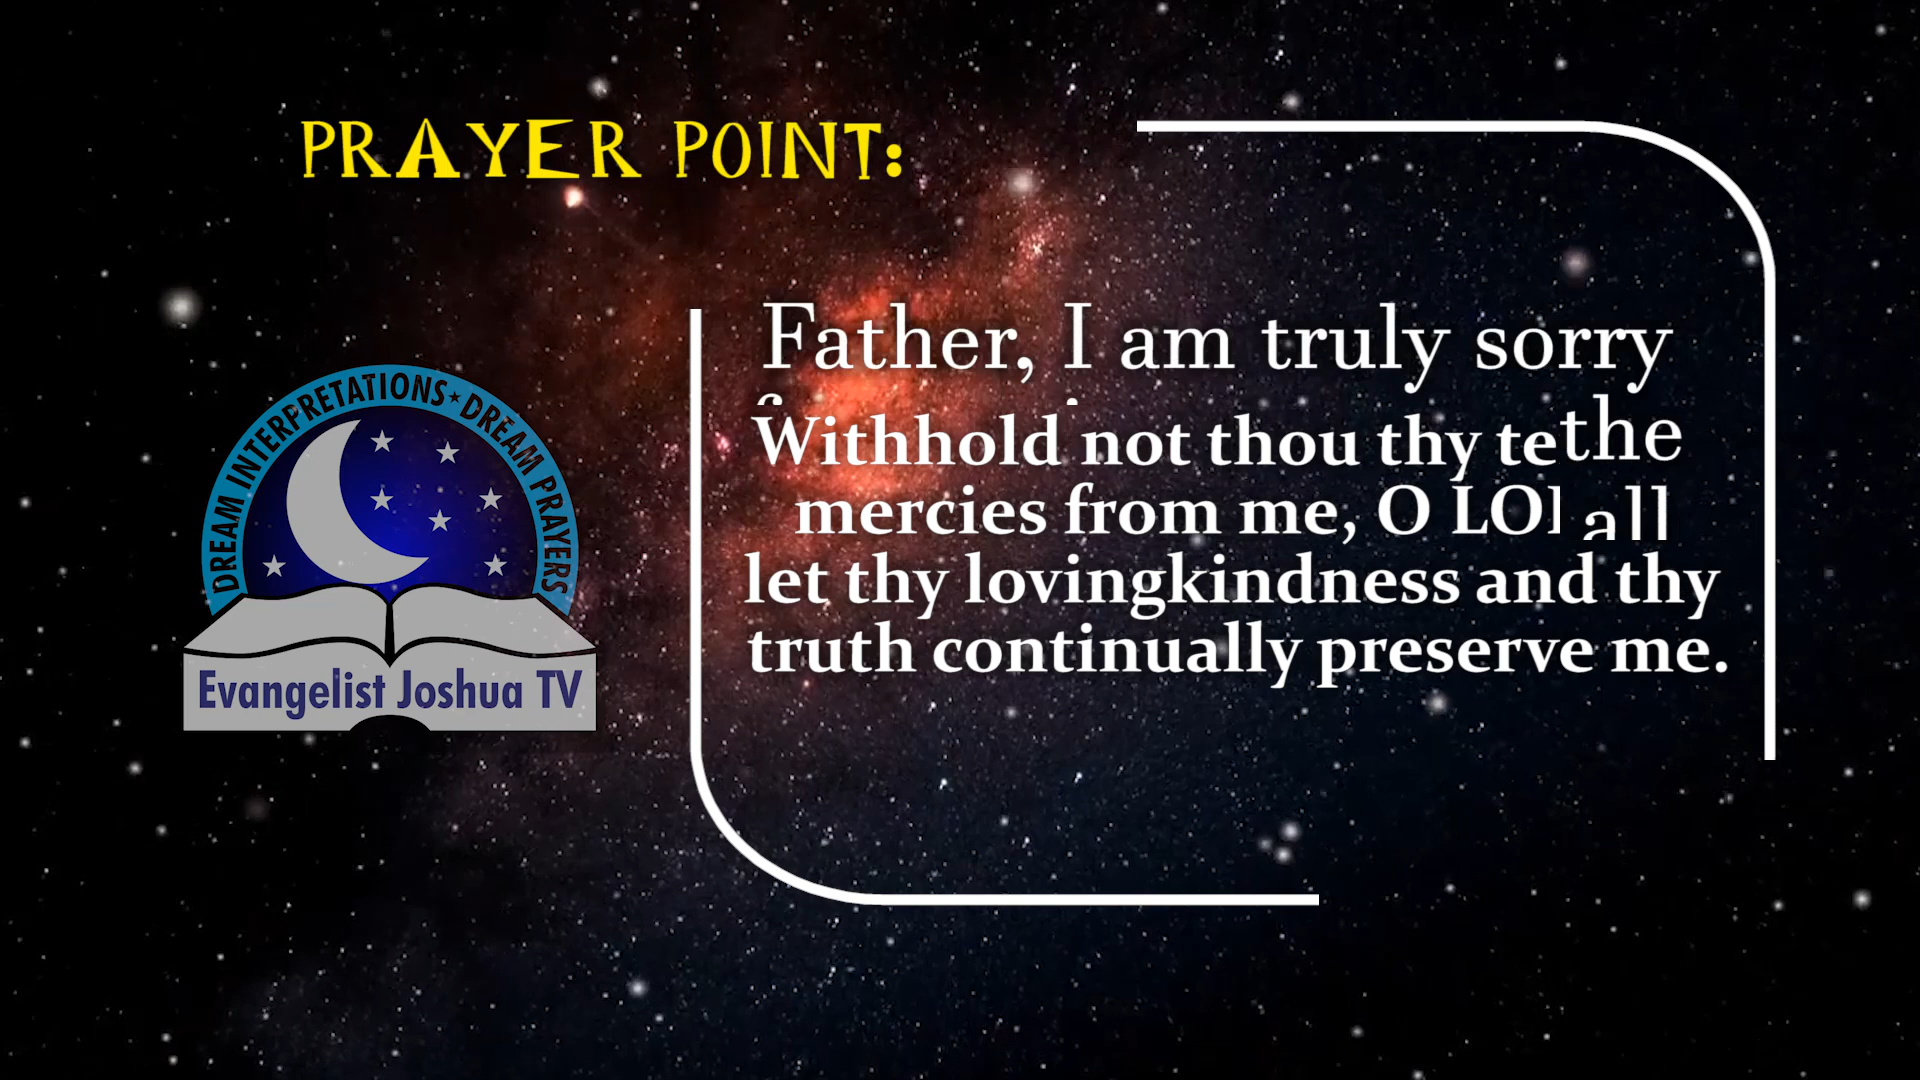 PRAYER POINT:
Father, I am truly sorry
Withhold not thou thy te the
mercies from me, O LO all
let thy lovingkindness and thy
truth continually preserve me.
DREAM INTERPRETATIONS★DREAM PRAYERS
Evangelist Joshua TV